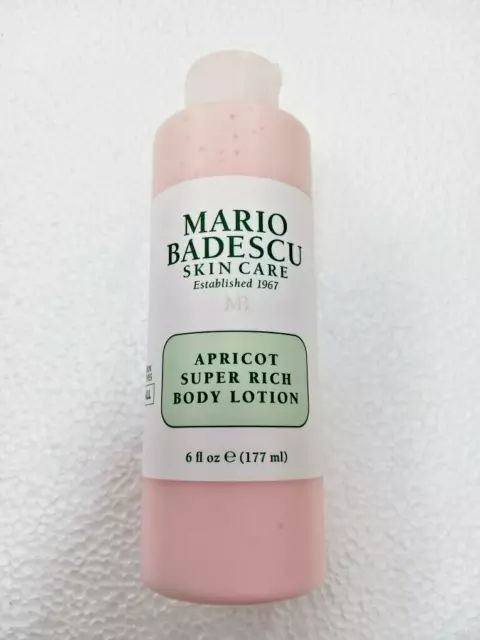 MARIO
BADESCU
SKIN CARE
Established 1967
MB
APRICOT
SUPER RICH
BODY LOTION
6 fl oz ℮ (177 ml)